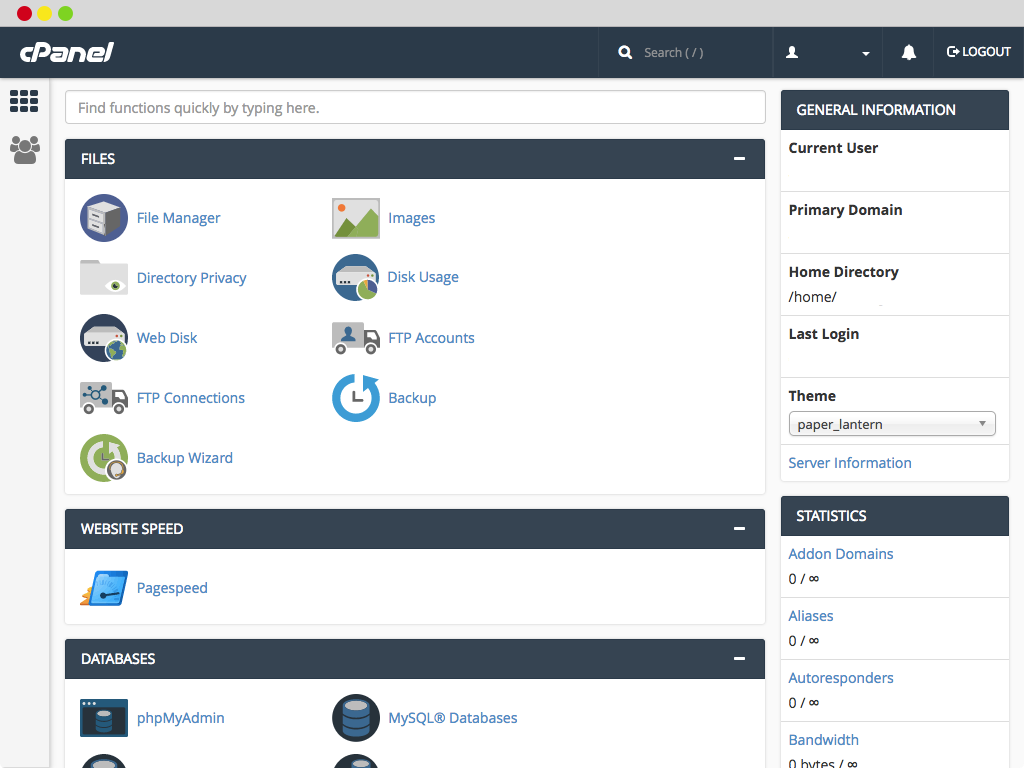 cPanel
Search ( / )
LOGOUT
Find functions quickly by typing here.
FILES
File Manager
Images
Directory Privacy
Disk Usage
Web Disk
FTP Accounts
FTP Connections
Backup
Backup Wizard
WEBSITE SPEED
Pagespeed
DATABASES
phpMyAdmin
MySQL® Databases
GENERAL INFORMATION
Current User
Primary Domain
Home Directory
/home/
Last Login
Theme
paper_lantern
Server Information
STATISTICS
Addon Domains
0 / ∞
Aliases
0 / ∞
Autoresponders
0 / ∞
Bandwidth
0 bytes / ∞